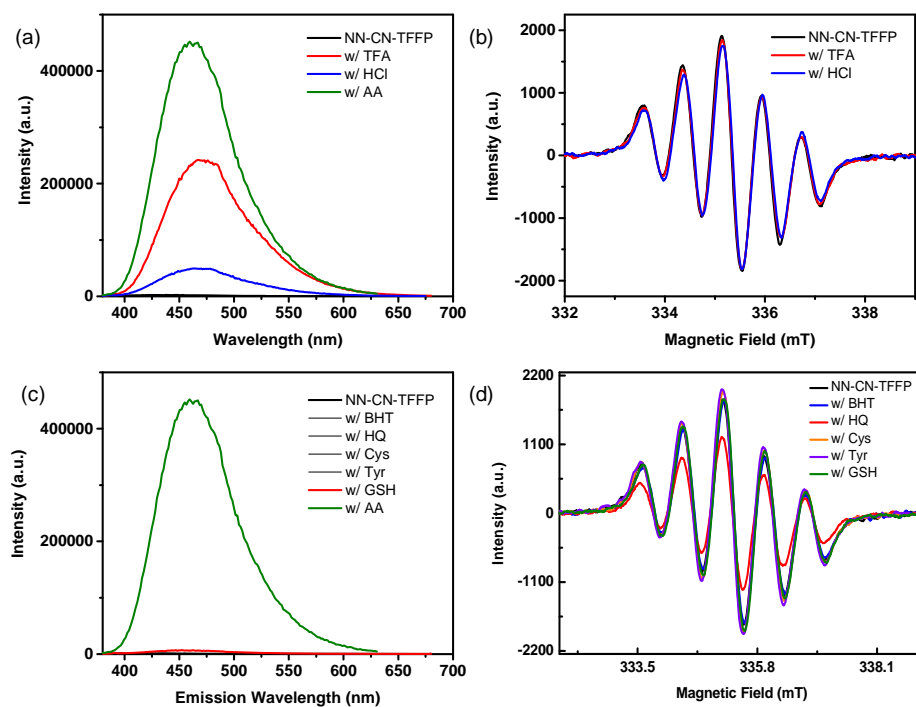 (a)
NN-CN-TFFP
w/ TFA
w/ HCl
w/ AA
400000
200000
0
400 450 500 550 600 650 700
Wavelength (nm)
Intensity (a.u.)
(b)
NN-CN-TFFP
w/ TFA
w/ HCl
2000
1000
0
-1000
-2000
332 334 336 338
Magnetic Field (mT)
Intensity (a.u.)
(c)
NN-CN-TFFP
w/ BHT
w/ HQ
w/ Cys
w/ Tyr
w/ GSH
w/ AA
400000
200000
0
400 450 500 550 600 650 700
Emission Wavelength (nm)
Intensity (a.u.)
(d)
NN-CN-TFFP
w/ BHT
w/ HQ
w/ Cys
w/ Tyr
w/ GSH
2200
1100
0
-1100
-2200
333.5 335.8 338.1
Magnetic Field (mT)
Intensity (a.u.)